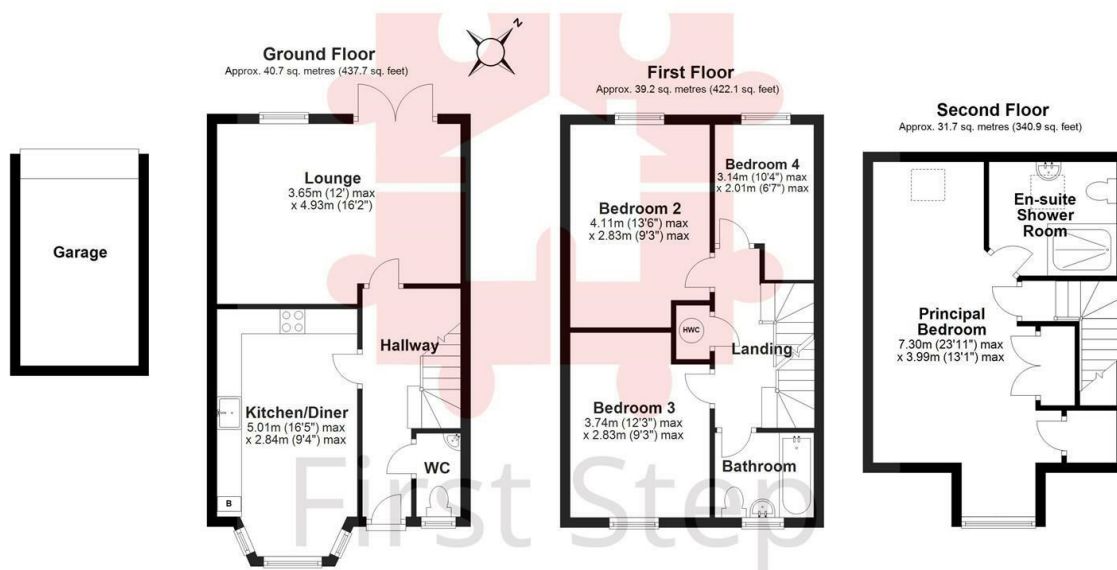 Ground Floor
Approx. 40.7 sq. metres (437.7 sq. feet)
N
First Floor
Approx. 39.2 sq. metres (422.1 sq. feet)
Second Floor
Approx. 31.7 sq. metres (340.9 sq. feet)
Garage
Lounge
3.65m (12') max
x 4.93m (16'2")
Hallway
Kitchen/Diner
5.01m (16'5") max
x 2.84m (9'4") max
WC
B
Bedroom 2
4.11m (13'6") max
x 2.83m (9'3") max
Bedroom 4
3.14m (10'4") max
x 2.01m (6'7") max
HWC
Landing
Bedroom 3
3.74m (12'3") max
x 2.83m (9'3") max
Bathroom
En-suite
Shower
Room
Principal
Bedroom
7.30m (23'11") max
x 3.99m (13'1") max
First Step